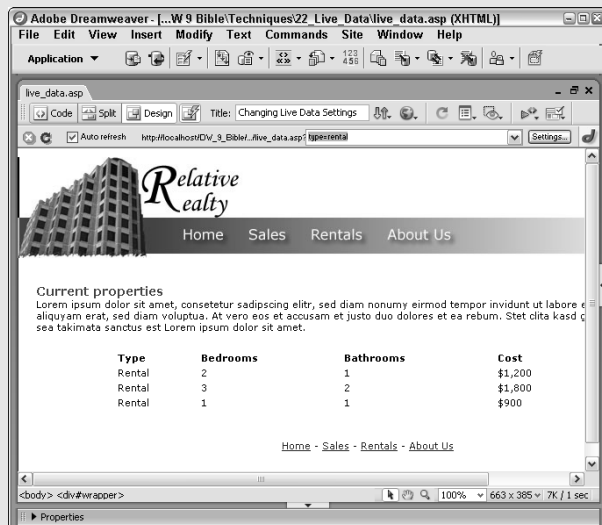 Adobe Dreamweaver - [...W 9 Bible\Techniques\22_Live_Data\live_data.asp (XHTML)]
File Edit View Insert Modify Text Commands Site Window Help
Application
live_data.asp
Code Split Design Title: Changing Live Data Settings
Auto refresh http://localhost/DW_9_Bible/.../live_data.asp? type=rental Settings...
Relative
Realty
Home Sales Rentals About Us
Current properties
Lorem ipsum dolor sit amet, consetetur sadipscing elitr, sed diam nonumy eirmod tempor invidunt ut labore e
aliquyam erat, sed diam voluptua. At vero eos et accusam et justo duo dolores et ea rebum. Stet clita kasd g
sea takimata sanctus est Lorem ipsum dolor sit amet.
Type Bedrooms Bathrooms Cost
Rental 2 1 $1,200
Rental 3 2 $1,800
Rental 1 1 $900
Home - Sales - Rentals - About Us
<body> <div#wrapper> 100% 663 x 385 7K / 1 sec
Properties